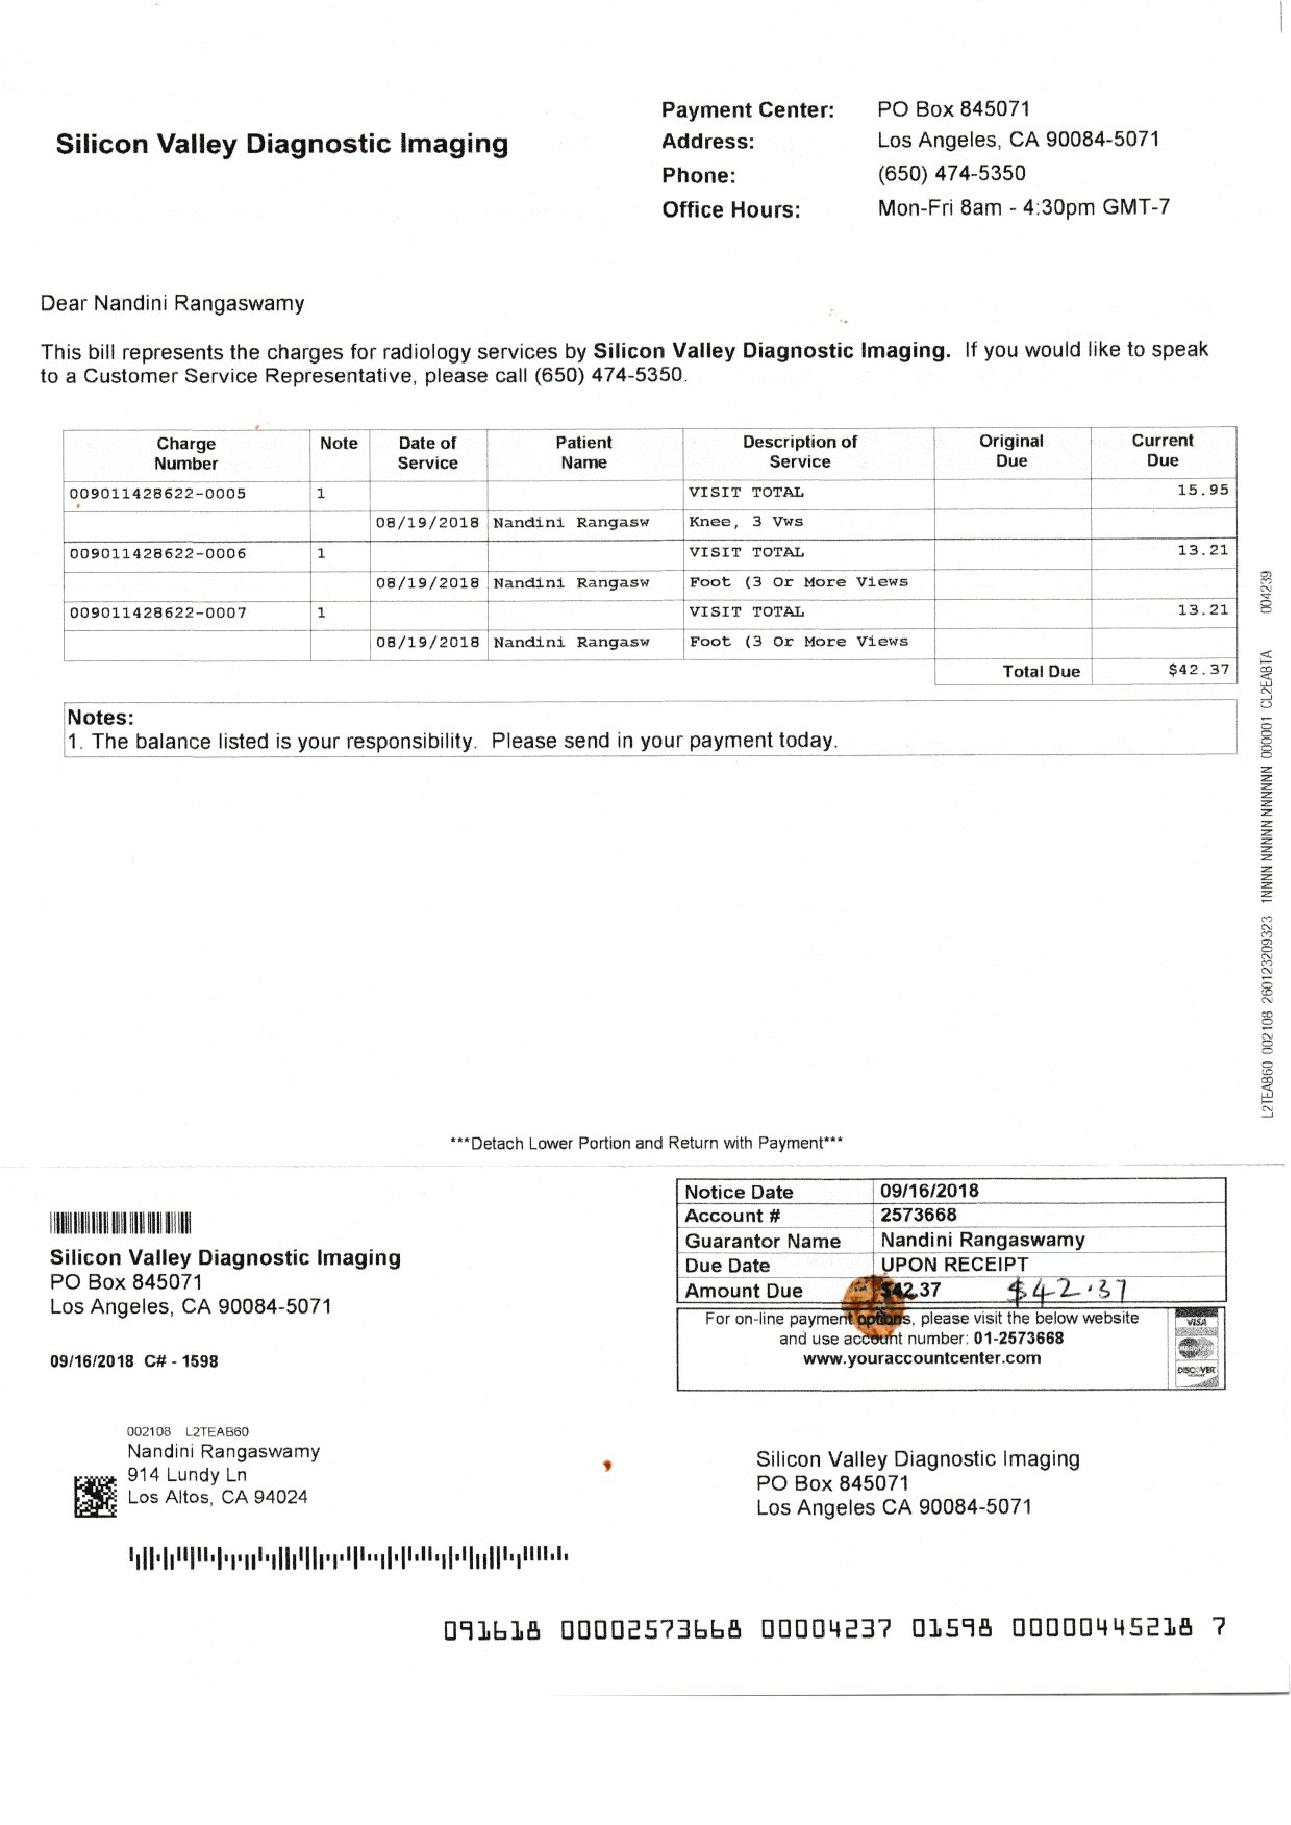 Silicon Valley Diagnostic Imaging
Payment Center: PO Box 845071
Address: Los Angeles, CA 90084-5071
Phone: (650) 474-5350
Office Hours: Mon-Fri 8am - 4:30pm GMT-7
Dear Nandini Rangaswamy
This bill represents the charges for radiology services by Silicon Valley Diagnostic Imaging. If you would like to speak
to a Customer Service Representative, please call (650) 474-5350.
Charge Number Note Date of Service Patient Name Description of Service Original Due Current Due
009011428622-0005 1 VISIT TOTAL 15.95
08/19/2018 Nandini Rangasw Knee, 3 Vws
009011428622-0006 1 VISIT TOTAL 13.21
08/19/2018 Nandini Rangasw Foot (3 Or More Views
009011428622-0007 1 VISIT TOTAL 13.21
08/19/2018 Nandini Rangasw Foot (3 Or More Views
Total Due $42.37
Notes:
1. The balance listed is your responsibility. Please send in your payment today.
L2TEAB60 002108 260123209323 1NNNN NNNNNN NNNNNN 000001 CL2EAB1A 004239
***Detach Lower Portion and Return with Payment***
Silicon Valley Diagnostic Imaging
PO Box 845071
Los Angeles, CA 90084-5071
09/16/2018 C# - 1598
Notice Date 09/16/2018
Account # 2573668
Guarantor Name Nandini Rangaswamy
Due Date UPON RECEIPT
Amount Due $42.37 $42.37
For on-line payment options, please visit the below website
and use account number: 01-2573668
www.youraccountcenter.com
VISA
MasterCard
DISCOVER
002108 L2TEAB60
Nandini Rangaswamy
914 Lundy Ln
Los Altos, CA 94024
Silicon Valley Diagnostic Imaging
PO Box 845071
Los Angeles CA 90084-5071
091618 00002573668 00004237 01598 00000445218 7